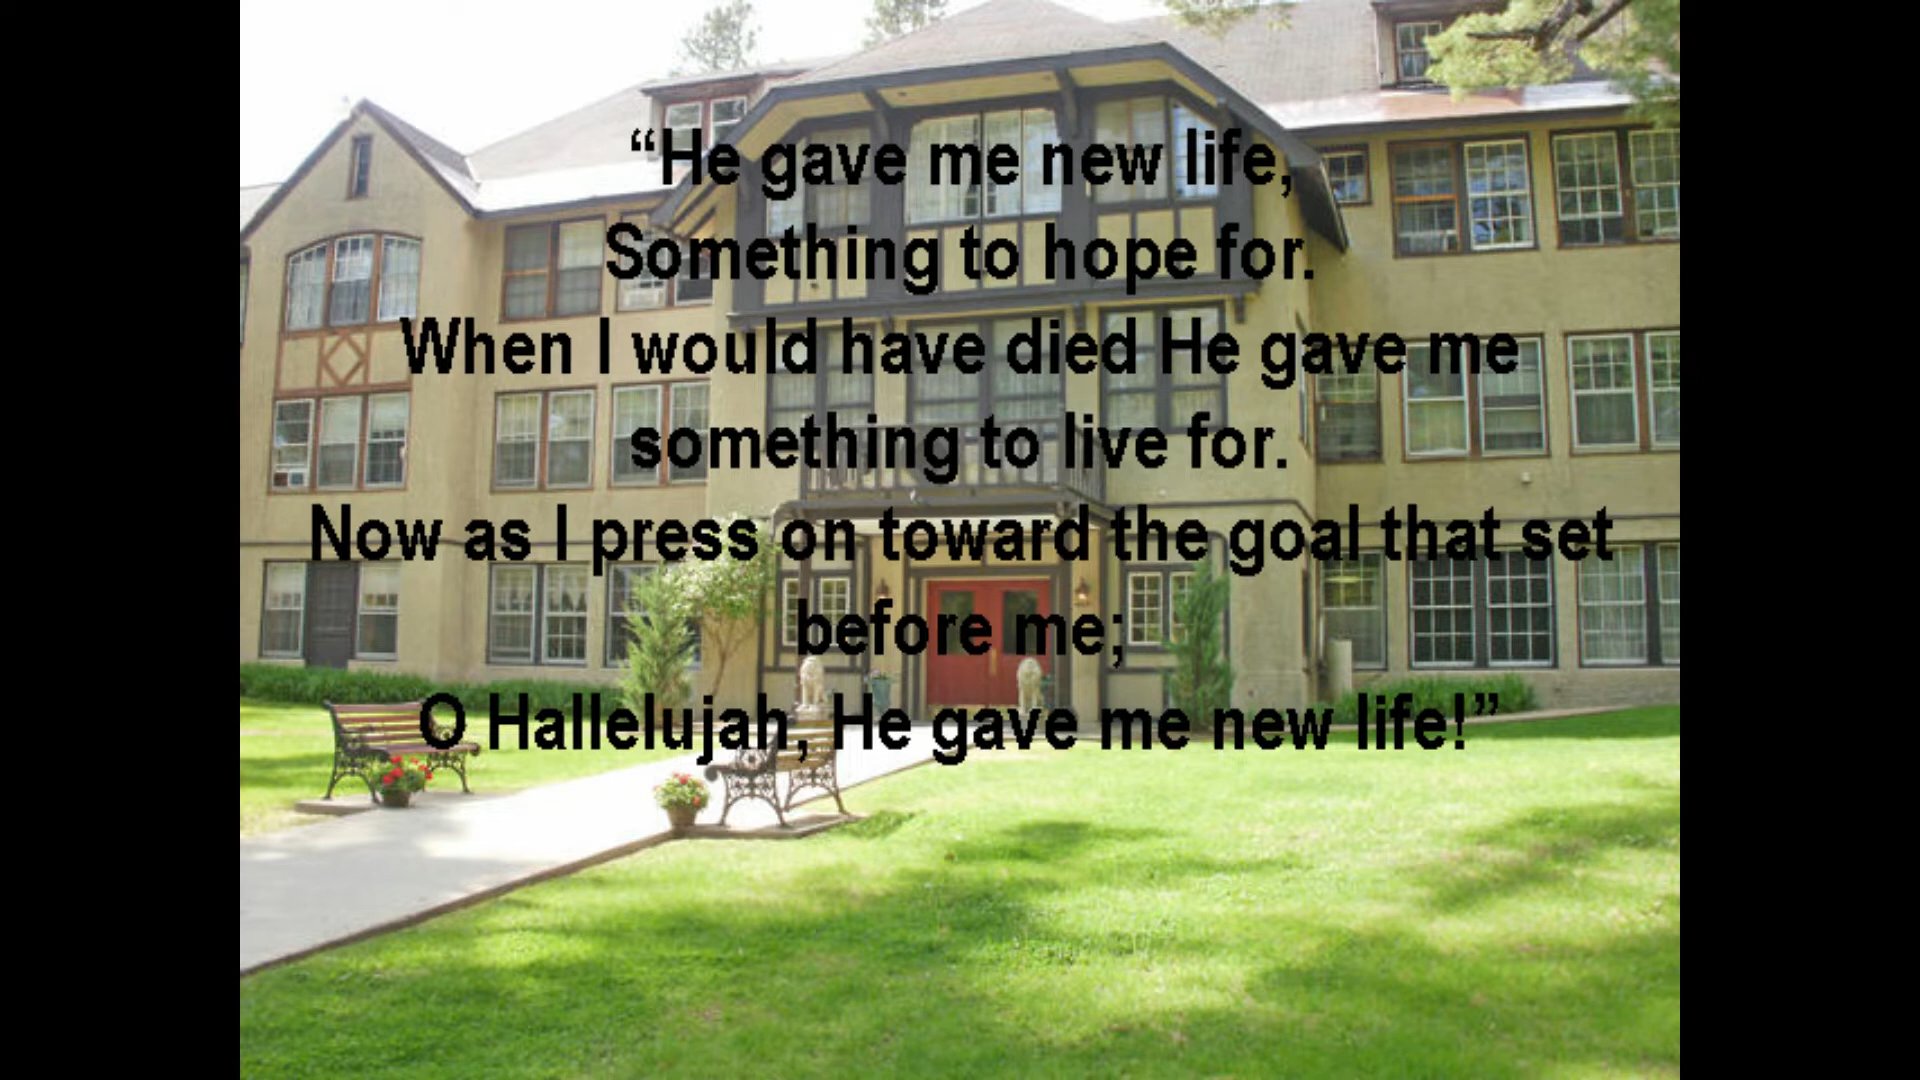 “He gave me new life,
Something to hope for.
When I would have died He gave me
something to live for.
Now as I press on toward the goal that set
before me;
O Hallelujah, He gave me new life!”